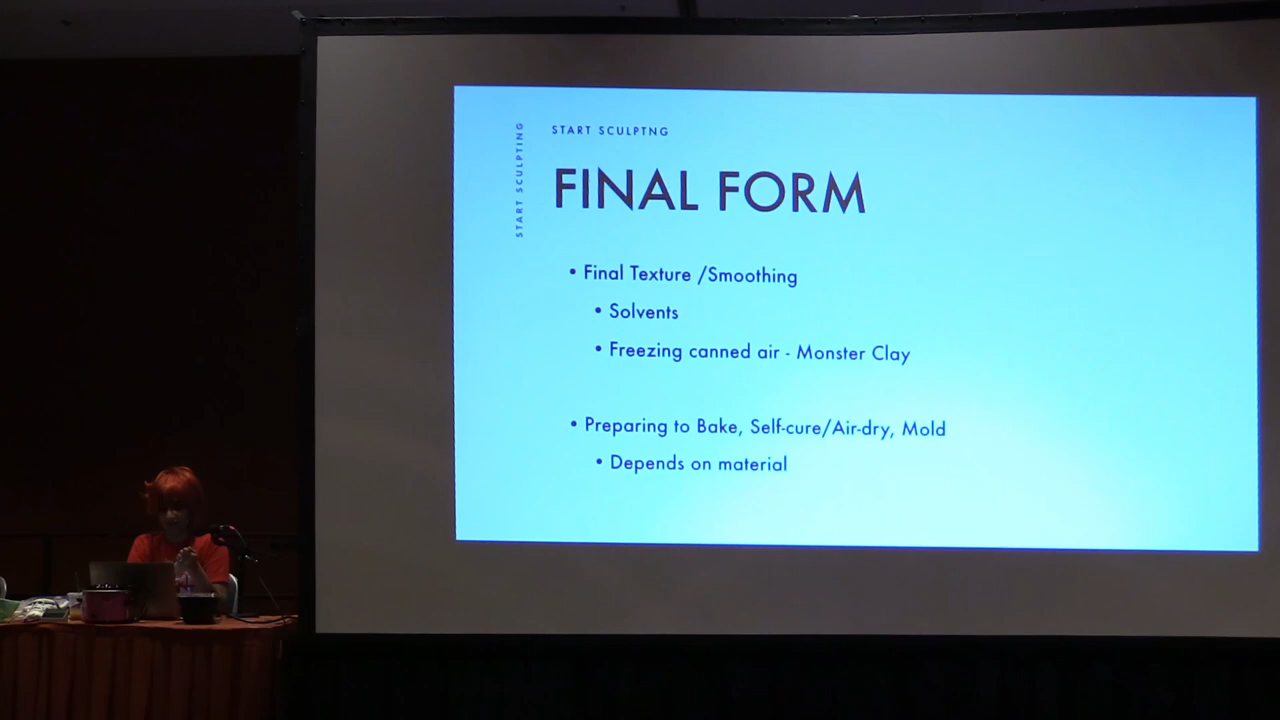 START SCULPTNG
START SCULPTING
FINAL FORM
• Final Texture /Smoothing
• Solvents
• Freezing canned air - Monster Clay
• Preparing to Bake, Self-cure/Air-dry, Mold
• Depends on material